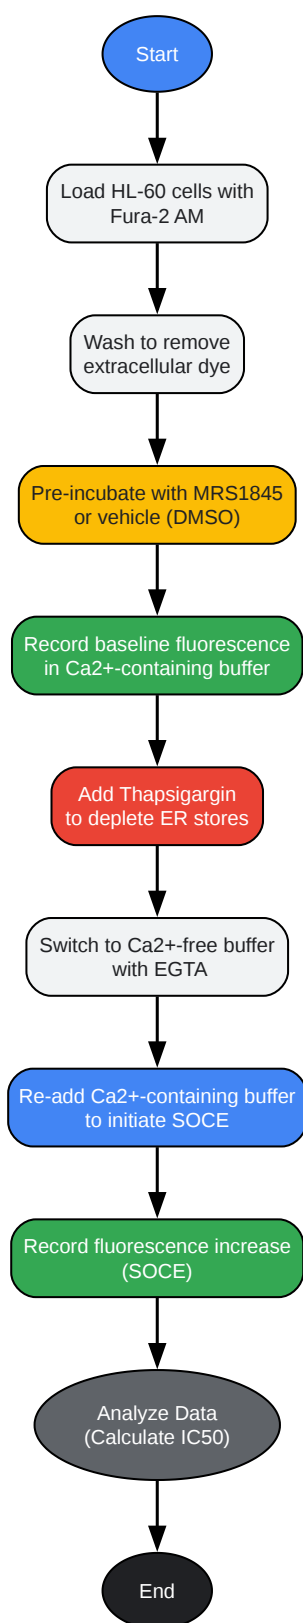 Start
Load HL-60 cells with
Fura-2 AM
Wash to remove
extracellular dye
Pre-incubate with MRS1845
or vehicle (DMSO)
Record baseline fluorescence
in Ca2+-containing buffer
Add Thapsigargin
to deplete ER stores
Switch to Ca2+-free buffer
with EGTA
Re-add Ca2+-containing buffer
to initiate SOCE
Record fluorescence increase
(SOCE)
Analyze Data
(Calculate IC50)
End